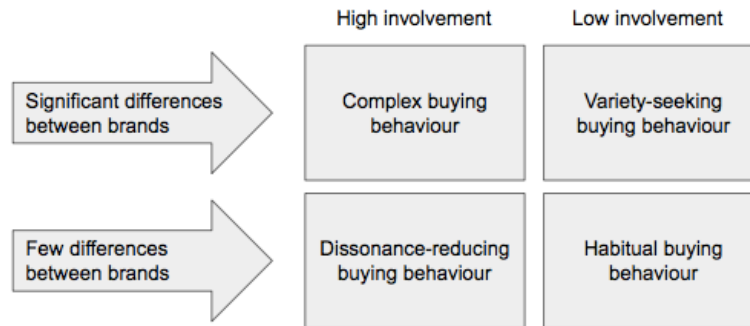 High involvement
Low involvement
Significant differences
between brands
Complex buying
behaviour
Variety-seeking
buying behaviour
Few differences
between brands
Dissonance-reducing
buying behaviour
Habitual buying
behaviour